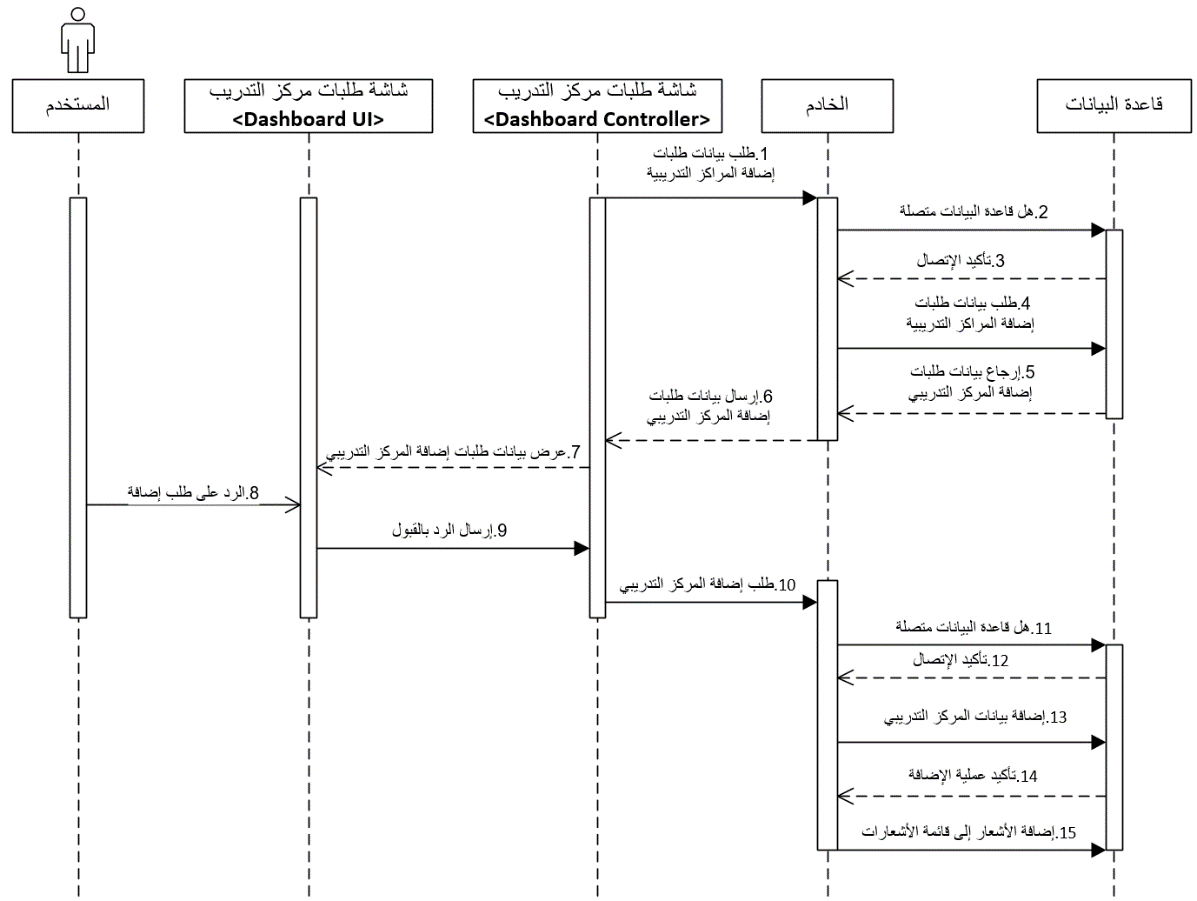 المستخدم
شاشة طلبات مركز التدريب
<Dashboard UI>
شاشة طلبات مركز التدريب
<Dashboard Controller>
الخادم
قاعدة البيانات
1.طلب بيانات طلبات
إضافة المراكز التدريبية
2.هل قاعدة البيانات متصلة
3.تأكيد الإتصال
4.طلب بيانات طلبات
إضافة المراكز التدريبية
5.إرجاع بيانات طلبات
إضافة المركز التدريبي
6.إرسال بيانات طلبات
إضافة المركز التدريبي
7.عرض بيانات طلبات إضافة المركز التدريبي
8.الرد على طلب إضافة
9.إرسال الرد بالقبول
10.طلب إضافة المركز التدريبي
11.هل قاعدة البيانات متصلة
12.تأكيد الإتصال
13.إضافة بيانات المركز التدريبي
14.تأكيد عملية الإضافة
15.إضافة الأشعار إلى قائمة الأشعارات